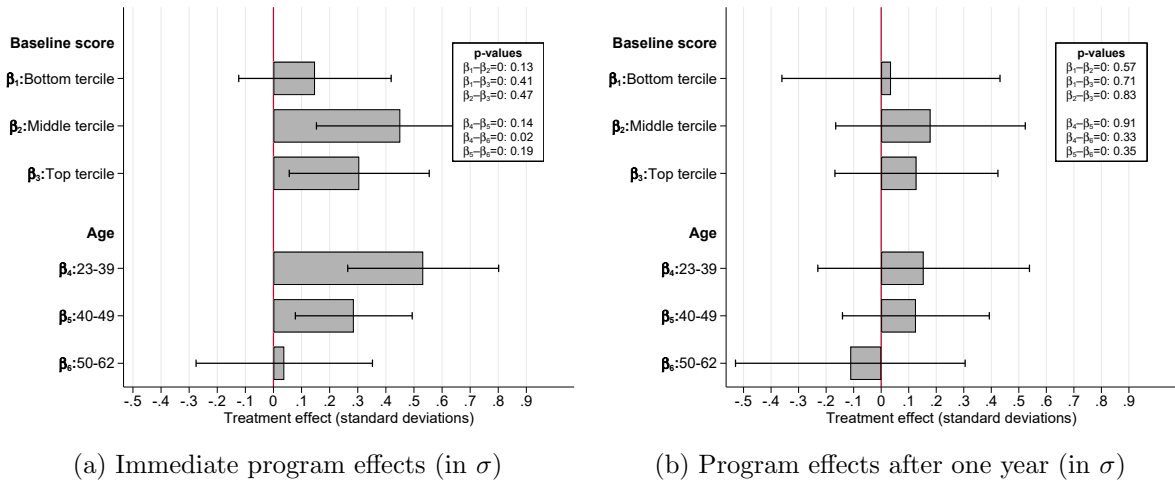 Baseline score
β₁:Bottom tercile
β₂:Middle tercile
β₃:Top tercile
Age
β₄:23-39
β₅:40-49
β₆:50-62
p-values
β₁–β₂=0: 0.13
β₁–β₃=0: 0.41
β₂–β₃=0: 0.47
β₄–β₅=0: 0.14
β₄–β₆=0: 0.02
β₅–β₆=0: 0.19
-.5 -.4 -.3 -.2 -.1 0 .1 .2 .3 .4 .5 .6 .7 .8 .9
Treatment effect (standard deviations)
(a) Immediate program effects (in σ)
Baseline score
β₁:Bottom tercile
β₂:Middle tercile
β₃:Top tercile
Age
β₄:23-39
β₅:40-49
β₆:50-62
p-values
β₁–β₂=0: 0.57
β₁–β₃=0: 0.71
β₂–β₃=0: 0.83
β₄–β₅=0: 0.91
β₄–β₆=0: 0.33
β₅–β₆=0: 0.35
-.5 -.4 -.3 -.2 -.1 0 .1 .2 .3 .4 .5 .6 .7 .8 .9
Treatment effect (standard deviations)
(b) Program effects after one year (in σ)